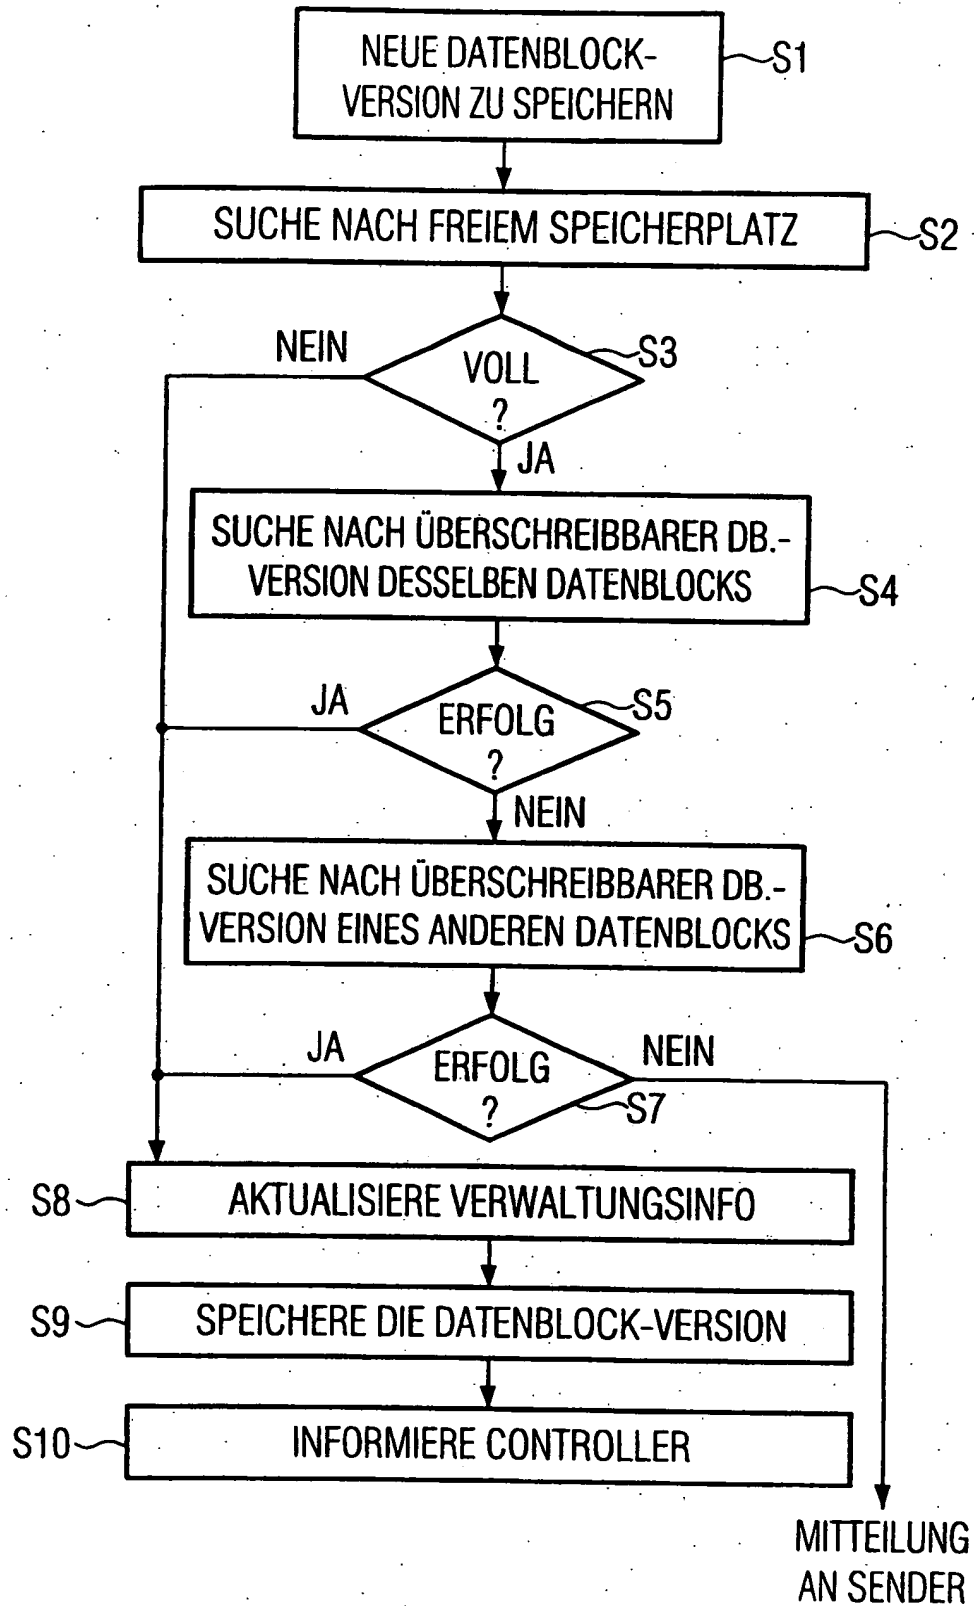 NEUE DATENBLOCK-
VERSION ZU SPEICHERN
S1
SUCHE NACH FREIEM SPEICHERPLATZ
S2
NEIN
VOLL
?
S3
JA
SUCHE NACH ÜBERSCHREIBBARER DB.-
VERSION DESSELBEN DATENBLOCKS
S4
JA
ERFOLG
?
S5
NEIN
SUCHE NACH ÜBERSCHREIBBARER DB.-
VERSION EINES ANDEREN DATENBLOCKS
S6
JA
ERFOLG
?
NEIN
S7
S8
AKTUALISIERE VERWALTUNGSINFO
S9
SPEICHERE DIE DATENBLOCK-VERSION
S10
INFORMIERE CONTROLLER
MITTEILUNG
AN SENDER